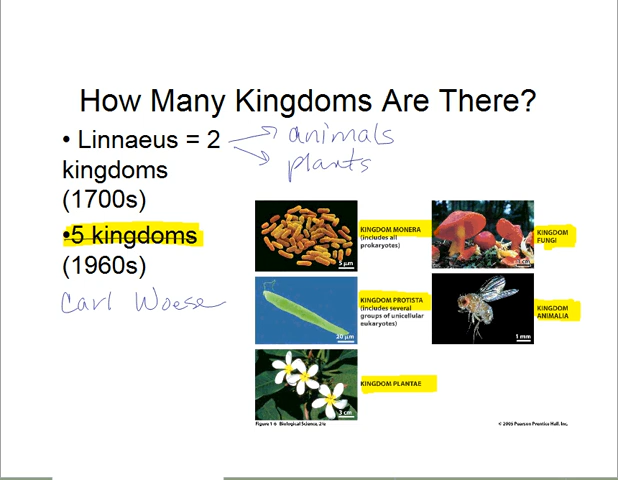 How Many Kingdoms Are There?
• Linnaeus = 2
kingdoms
(1700s)
animals
plants
•5 kingdoms
(1960s)
Carl Woese
5 µm
KINGDOM MONERA
(includes all
prokaryotes)
KINGDOM
FUNGI
20 µm
KINGDOM PROTISTA
(includes several
groups of unicellular
eukaryotes)
1 mm
KINGDOM
ANIMALIA
3 cm
KINGDOM PLANTAE
Figure 1-6 Biological Science, 2/e
© 2005 Pearson Prentice Hall, Inc.